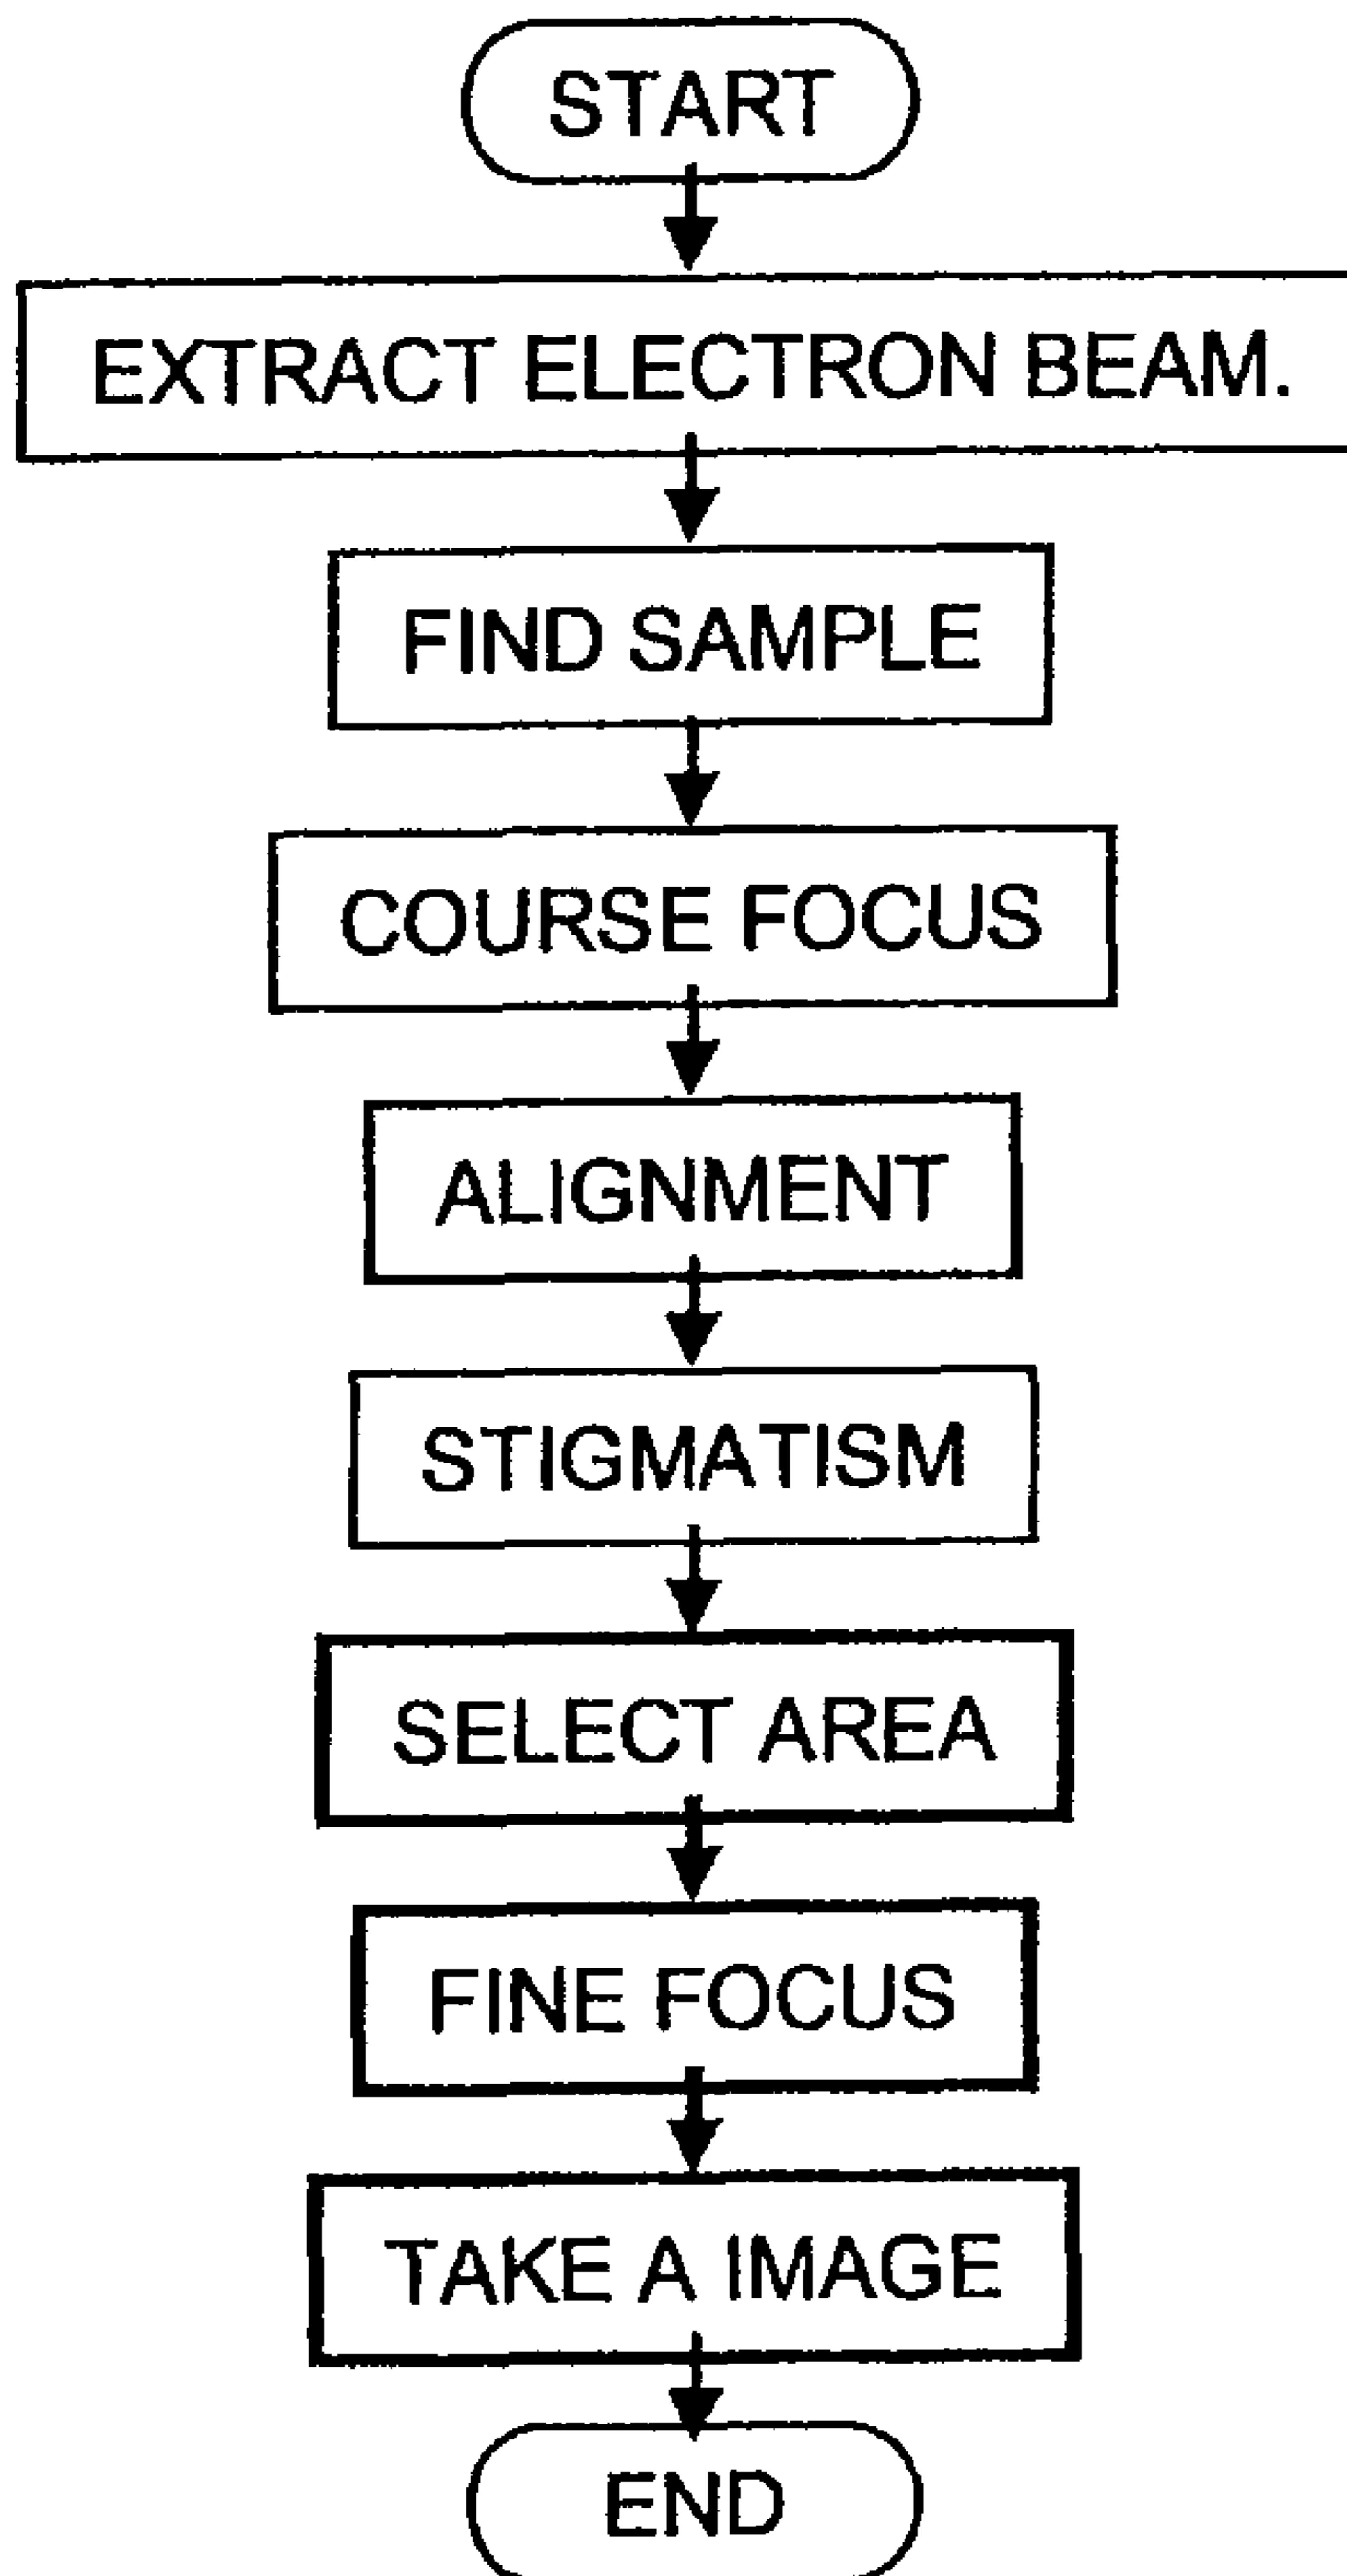 START
EXTRACT ELECTRON BEAM.
FIND SAMPLE
COURSE FOCUS
ALIGNMENT
STIGMATISM
SELECT AREA
FINE FOCUS
TAKE A IMAGE
END